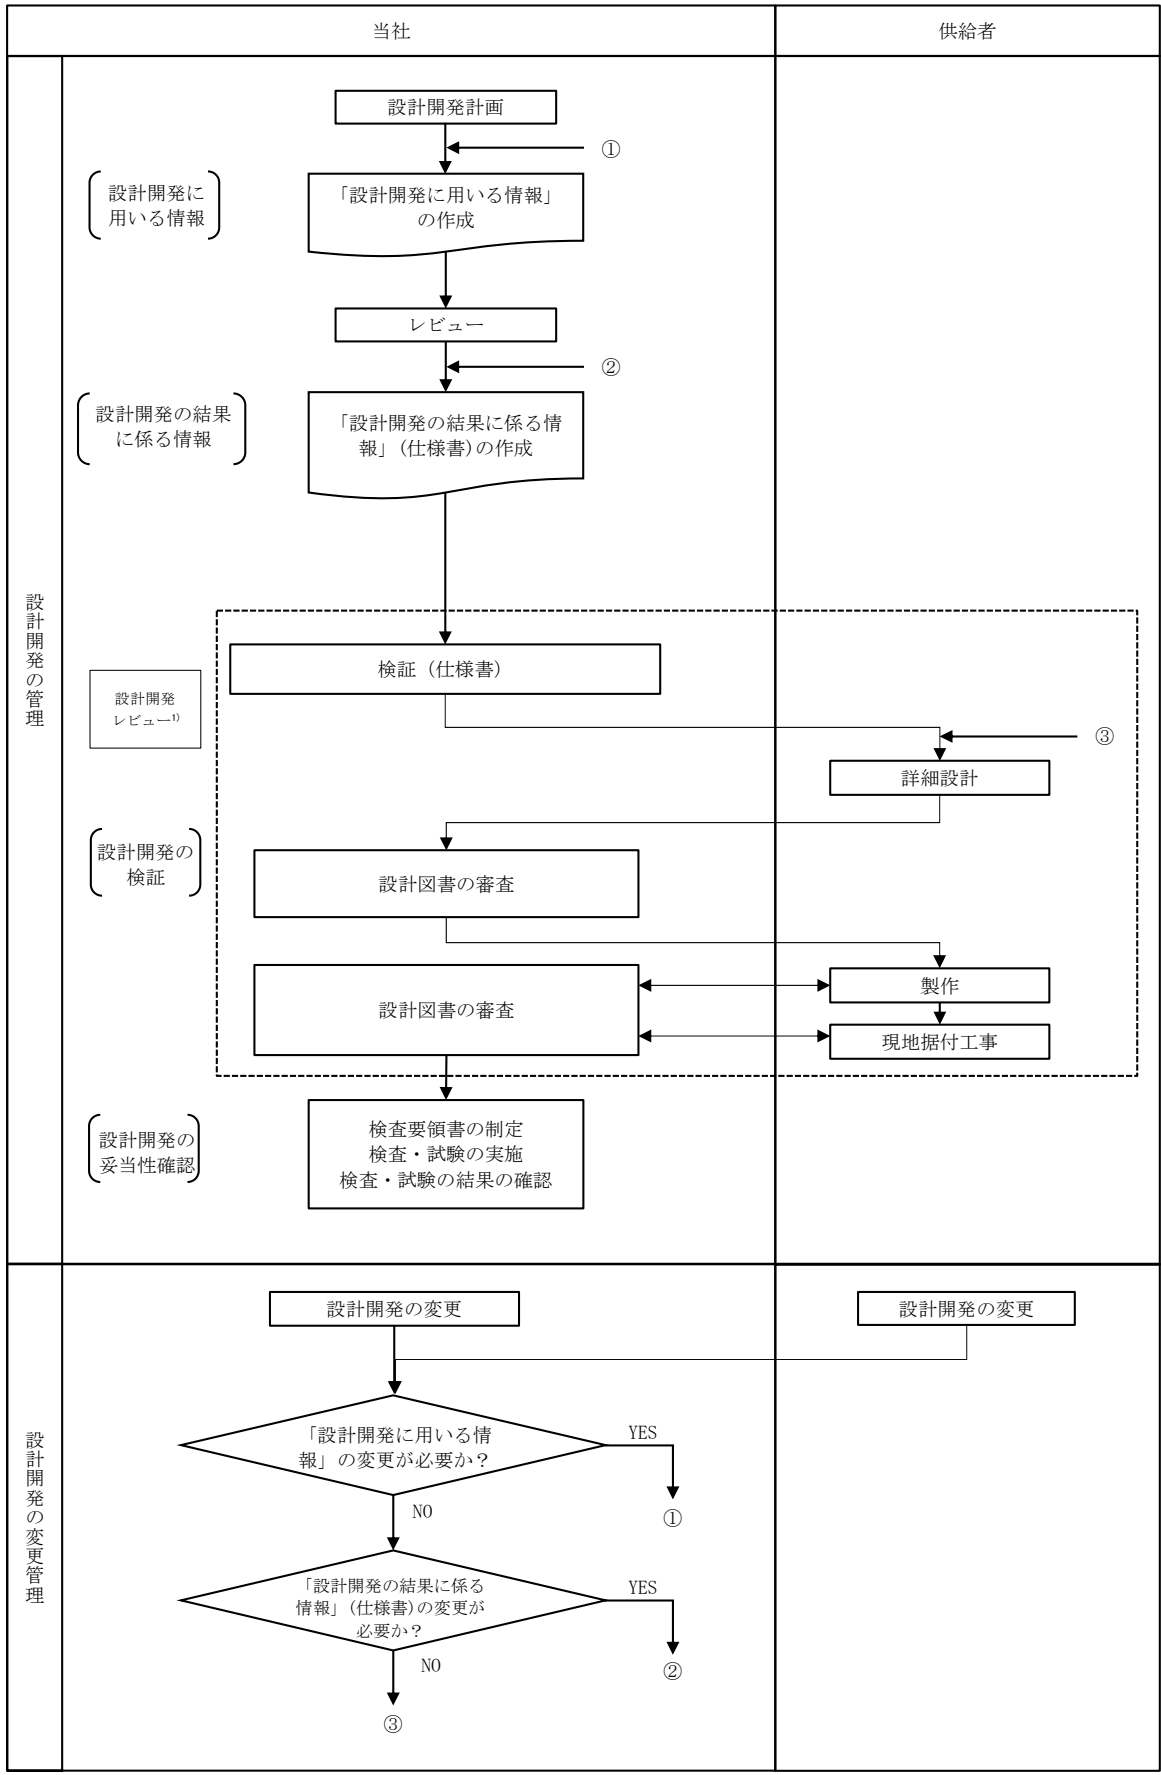 当社
供給者
設計開発の管理
設計開発計画
①
設計開発に
用いる情報
「設計開発に用いる情報」
の作成
レビュー
②
設計開発の結果
に係る情報
「設計開発の結果に係る情
報」(仕様書)の作成
検証（仕様書）
設計開発
レビュー1)
③
詳細設計
設計開発の
検証
設計図書の審査
設計図書の審査
製作
現地据付工事
設計開発の
妥当性確認
検査要領書の制定
検査・試験の実施
検査・試験の結果の確認
設計開発の変更管理
設計開発の変更
設計開発の変更
「設計開発に用いる情
報」の変更が必要か？
YES
①
NO
「設計開発の結果に係る
情報」(仕様書)の変更が
必要か？
YES
②
NO
③